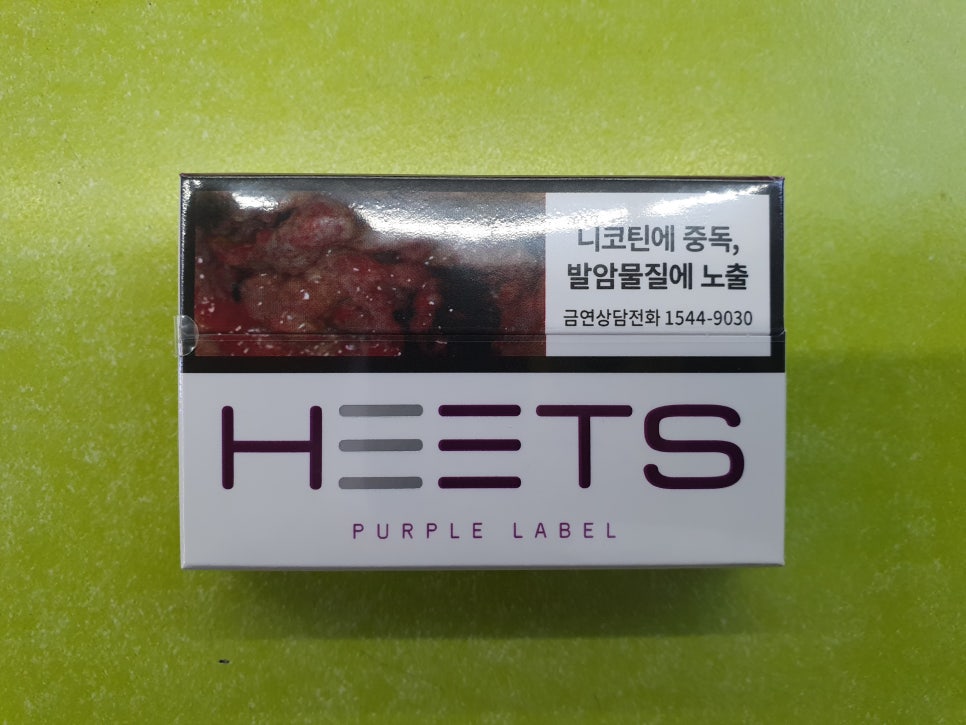 니코틴에 중독,
발암물질에 노출
금연상담전화 1544-9030
HEETS
PURPLE LABEL